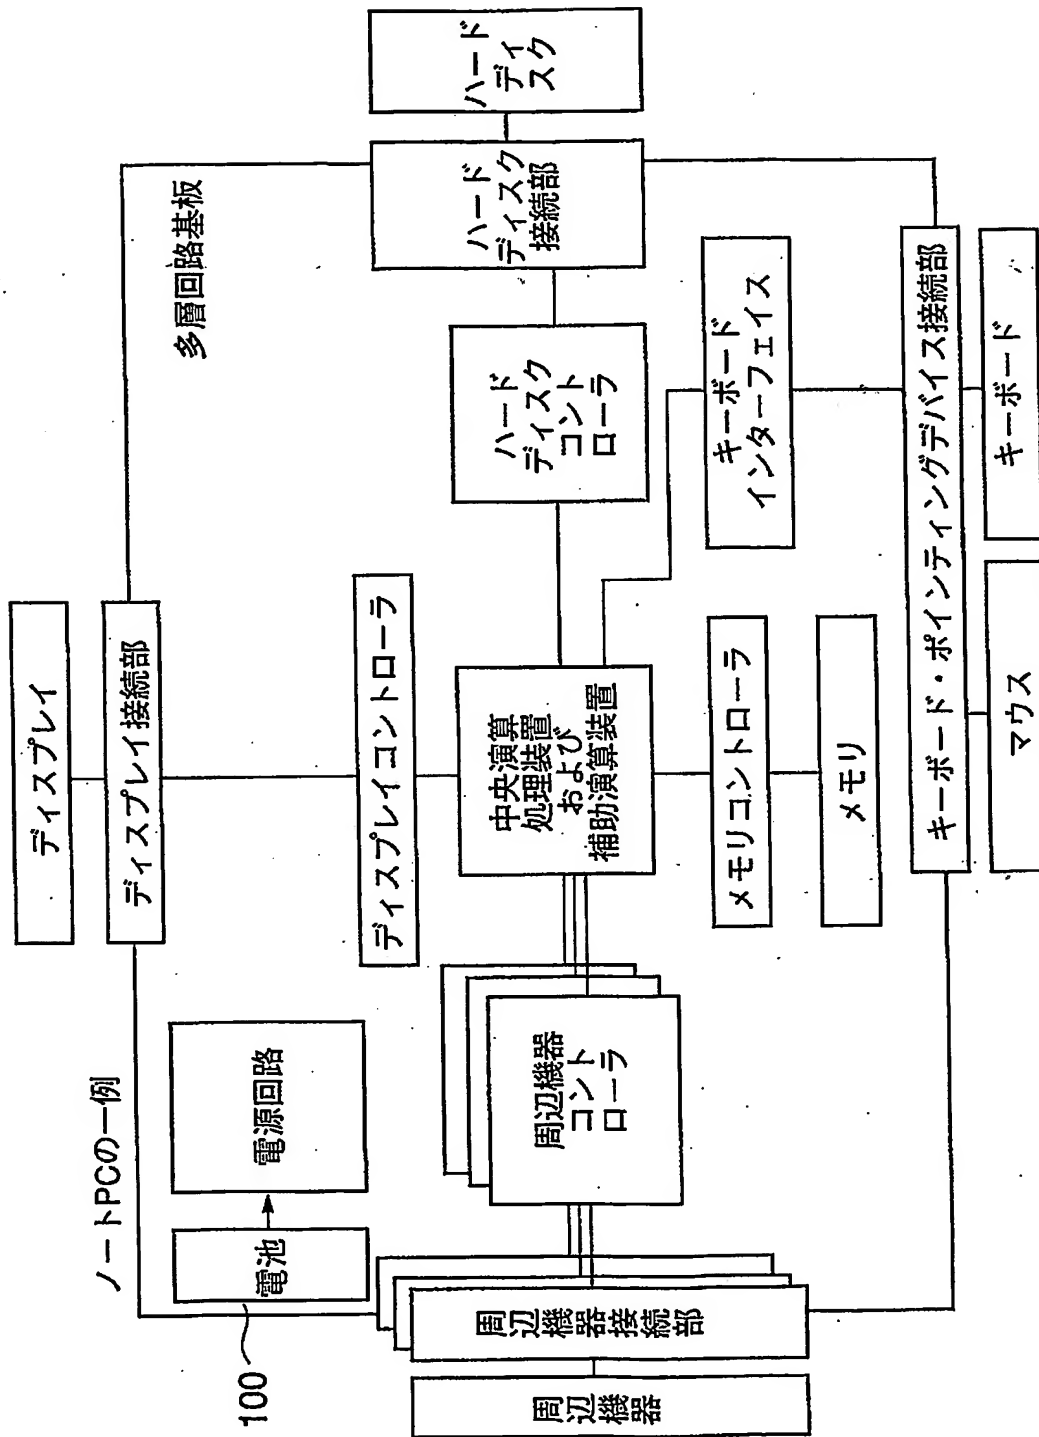 ノートPCの一例
ディスプレイ
ディスプレイ接続部
多層回路基板
100
電池
電源回路
ディスプレイコントローラ
周辺機器
周辺機器接続部
周辺機器
コント
ローラ
中央演算
処理装置
および
補助演算装置
ハード
ディスク
コント
ローラ
ハード
ディスク
接続部
ハード
ディ
スク
メモリコントローラ
メモリ
キーボード
インターフェイス
キーボード・ポインティングデバイス接続部
マウス
キーボード